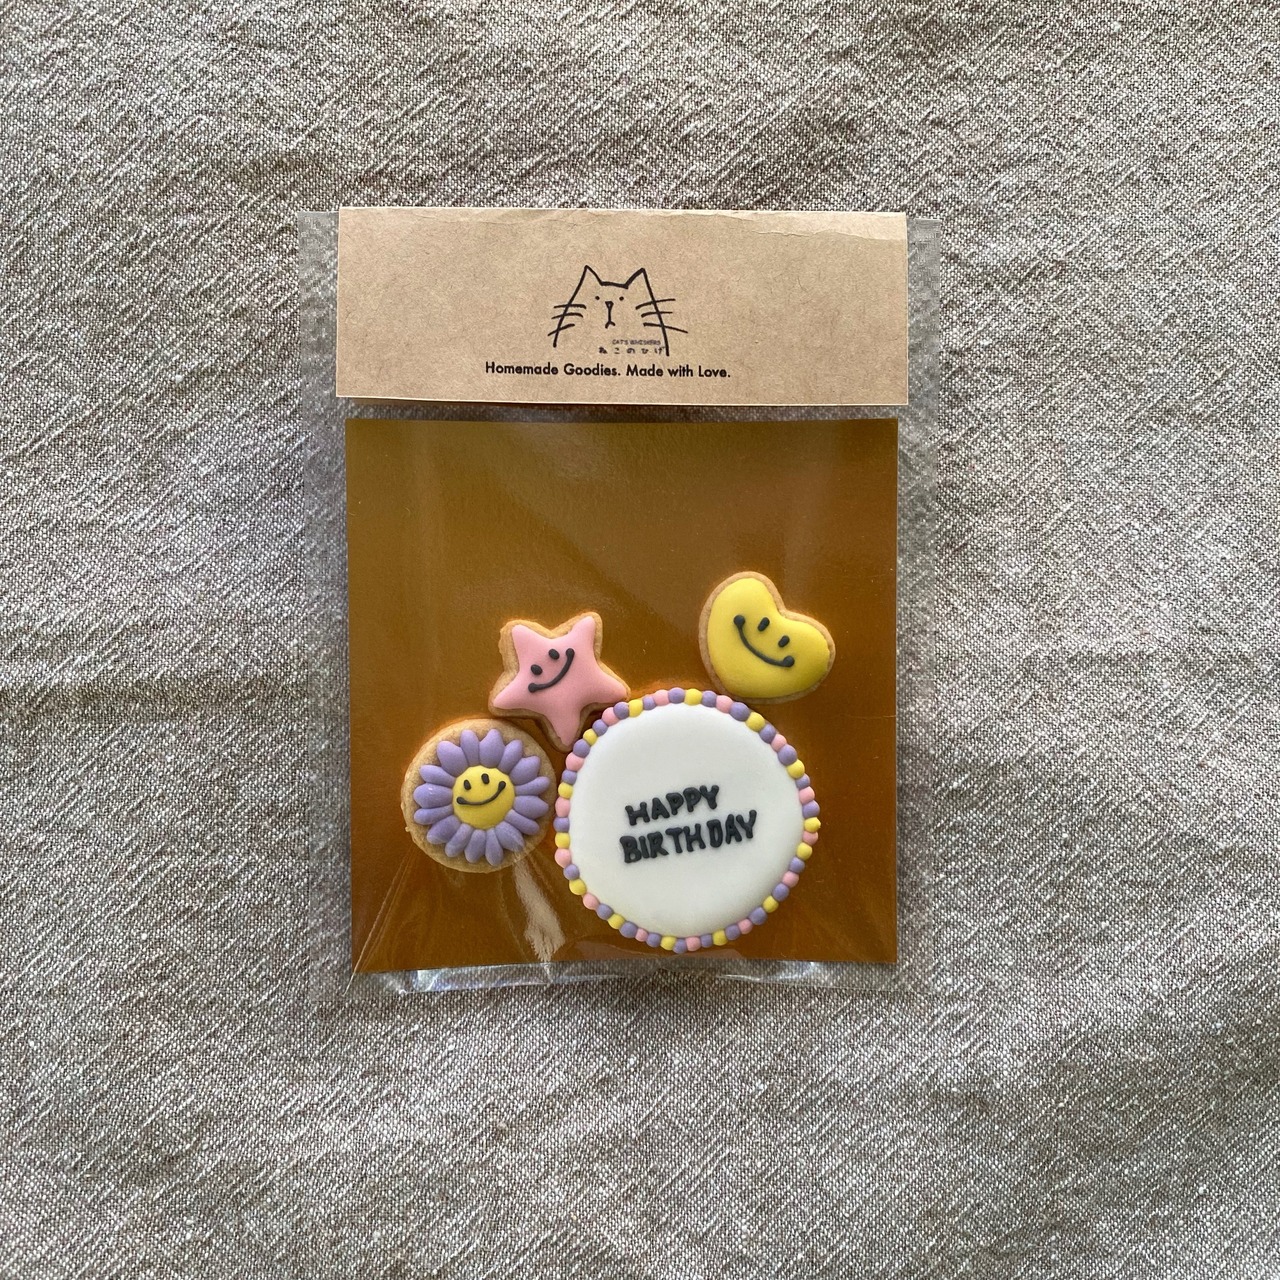 CAT'S WHISKERS
ねこのひげ
Homemade Goodies. Made with Love.
HAPPY
BIRTHDAY